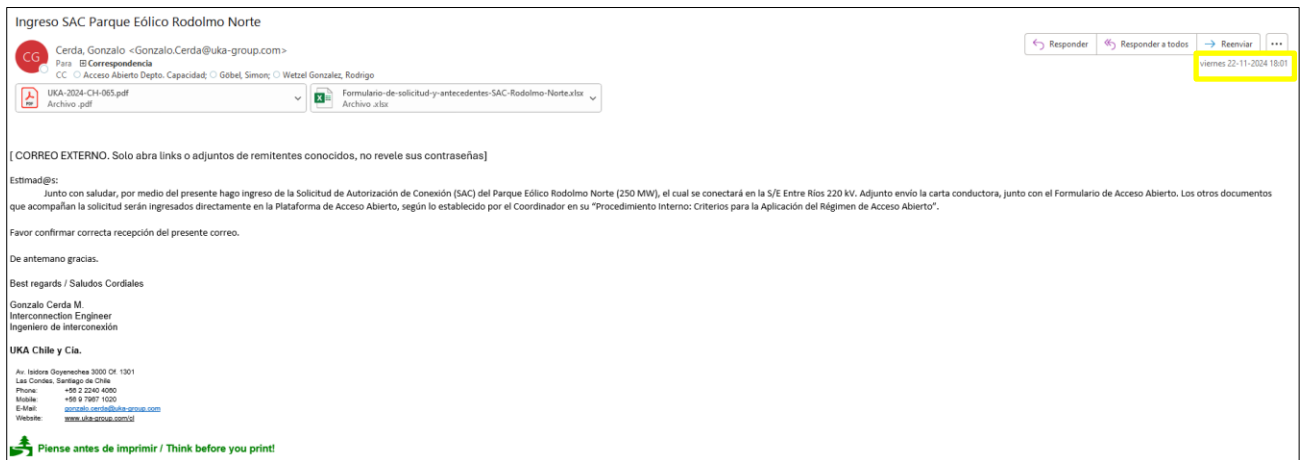 Ingreso SAC Parque Eólico Rodolmo Norte
CG
Cerda, Gonzalo <Gonzalo.Cerda@uka-group.com>
Para Correspondencia
CC Acceso Abierto Depto. Capacidad; Göbel, Simon; Wetzel Gonzalez, Rodrigo
Responder Responder a todos Reenviar ...
viernes 22-11-2024 18:01
UKA-2024-CH-065.pdf
Archivo .pdf
Formulario-de-solicitud-y-antecedentes-SAC-Rodolmo-Norte.xlsx
Archivo .xlsx
[ CORREO EXTERNO. Solo abra links o adjuntos de remitentes conocidos, no revele sus contraseñas]
Estimad@s:
Junto con saludar, por medio del presente hago ingreso de la Solicitud de Autorización de Conexión (SAC) del Parque Eólico Rodolmo Norte (250 MW), el cual se conectará en la S/E Entre Ríos 220 kV. Adjunto envío la carta conductora, junto con el Formulario de Acceso Abierto. Los otros documentos
que acompañan la solicitud serán ingresados directamente en la Plataforma de Acceso Abierto, según lo establecido por el Coordinador en su “Procedimiento Interno: Criterios para la Aplicación del Régimen de Acceso Abierto”.
Favor confirmar correcta recepción del presente correo.
De antemano gracias.
Best regards / Saludos Cordiales
Gonzalo Cerda M.
Interconnection Engineer
Ingeniero de interconexión
UKA Chile y Cía.
Av. Isidora Goyenechea 3000 Of. 1301
Las Condes, Santiago de Chile
Phone: +56 2 2240 4060
Mobile: +56 9 7967 1020
E-Mail: gonzalo.cerda@uka-group.com
Website: www.uka-group.com/cl
Piense antes de imprimir / Think before you print!